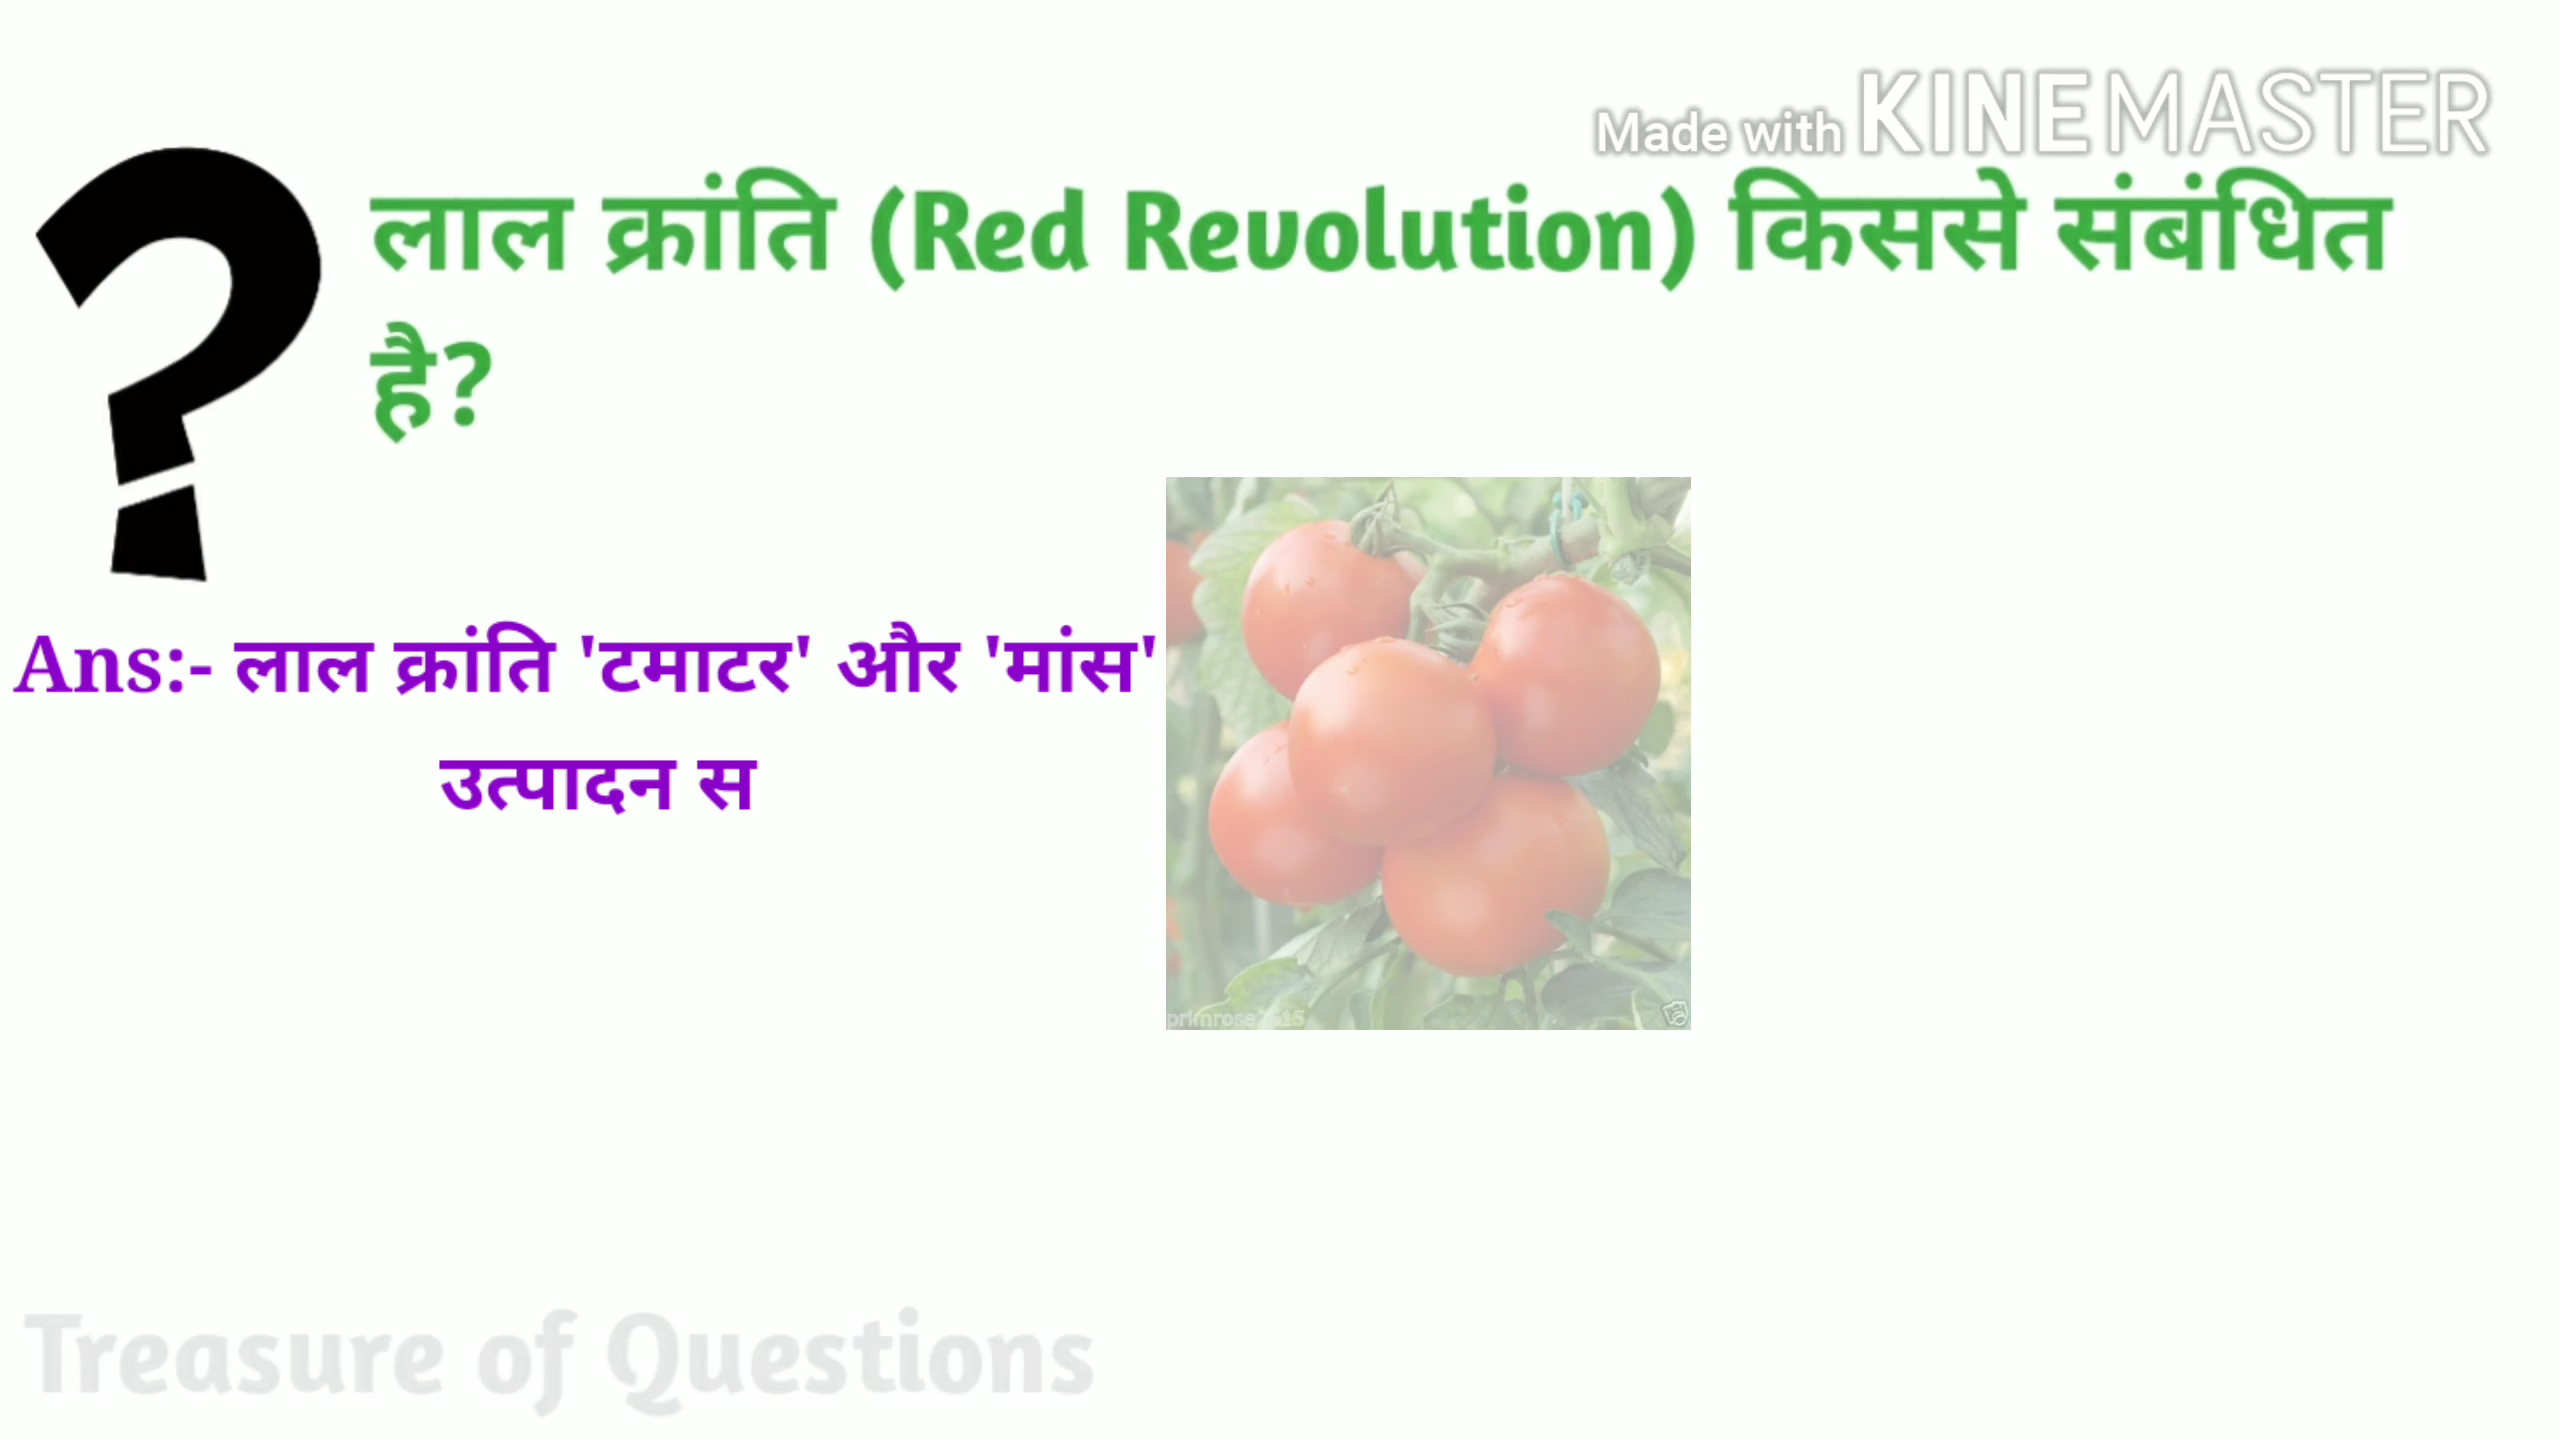 Made with KINEMASTER
लाल क्रांति (Red Revolution) किससे संबंधित
है?
Ans:- लाल क्रांति 'टमाटर' और 'मांस'
उत्पादन स
Treasure of Questions